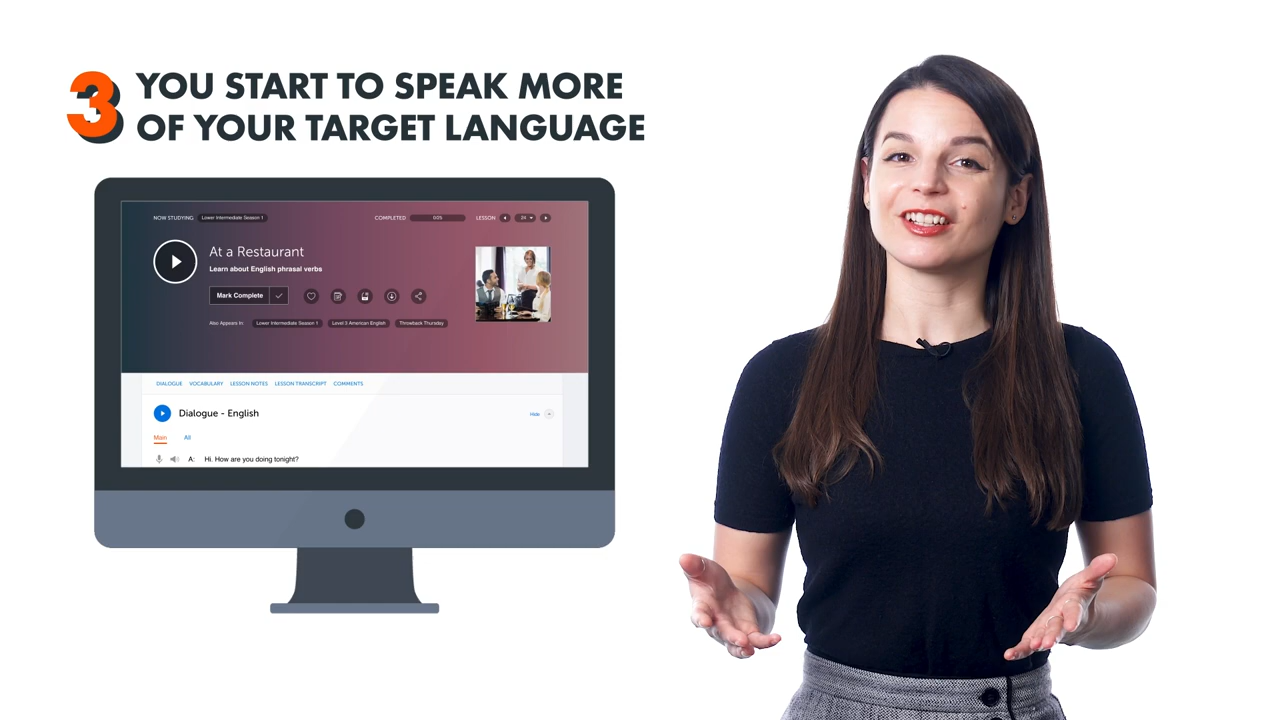 3 YOU START TO SPEAK MORE
OF YOUR TARGET LANGUAGE
NOW STUDYING Lower Intermediate Season 1 COMPLETED 0/25 LESSON 24
At a Restaurant
Learn about English phrasal verbs
Mark Complete
Also Appears In: Lower Intermediate Season 1 Level 3 American English Throwback Thursday
DIALOGUE VOCABULARY LESSON NOTES LESSON TRANSCRIPT COMMENTS
Dialogue - English Hide
Main All
A: Hi. How are you doing tonight?